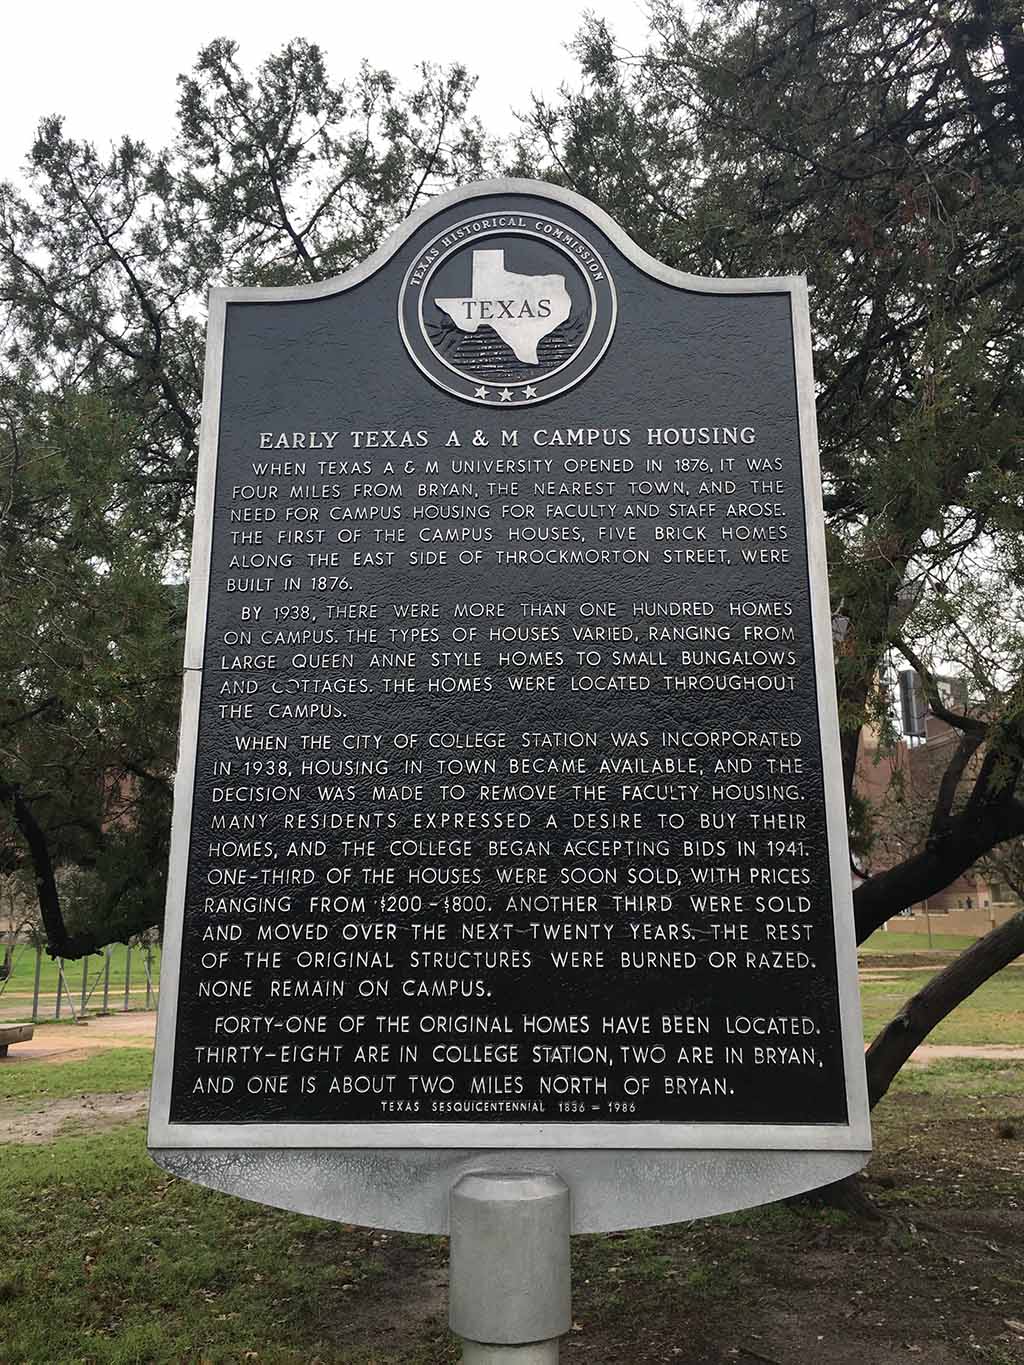 TEXAS HISTORICAL COMMISSION
TEXAS
EARLY TEXAS A & M CAMPUS HOUSING
WHEN TEXAS A & M UNIVERSITY OPENED IN 1876, IT WAS
FOUR MILES FROM BRYAN, THE NEAREST TOWN, AND THE
NEED FOR CAMPUS HOUSING FOR FACULTY AND STAFF AROSE.
THE FIRST OF THE CAMPUS HOUSES, FIVE BRICK HOMES
ALONG THE EAST SIDE OF THROCKMORTON STREET, WERE
BUILT IN 1876.
BY 1938, THERE WERE MORE THAN ONE HUNDRED HOMES
ON CAMPUS. THE TYPES OF HOUSES VARIED, RANGING FROM
LARGE QUEEN ANNE STYLE HOMES TO SMALL BUNGALOWS
AND COTTAGES. THE HOMES WERE LOCATED THROUGHOUT
THE CAMPUS.
WHEN THE CITY OF COLLEGE STATION WAS INCORPORATED
IN 1938, HOUSING IN TOWN BECAME AVAILABLE, AND THE
DECISION WAS MADE TO REMOVE THE FACULTY HOUSING.
MANY RESIDENTS EXPRESSED A DESIRE TO BUY THEIR
HOMES, AND THE COLLEGE BEGAN ACCEPTING BIDS IN 1941.
ONE-THIRD OF THE HOUSES WERE SOON SOLD, WITH PRICES
RANGING FROM $200-$800. ANOTHER THIRD WERE SOLD
AND MOVED OVER THE NEXT TWENTY YEARS. THE REST
OF THE ORIGINAL STRUCTURES WERE BURNED OR RAZED.
NONE REMAIN ON CAMPUS.
FORTY-ONE OF THE ORIGINAL HOMES HAVE BEEN LOCATED.
THIRTY-EIGHT ARE IN COLLEGE STATION, TWO ARE IN BRYAN,
AND ONE IS ABOUT TWO MILES NORTH OF BRYAN.
TEXAS SESQUICENTENNIAL 1836 - 1986